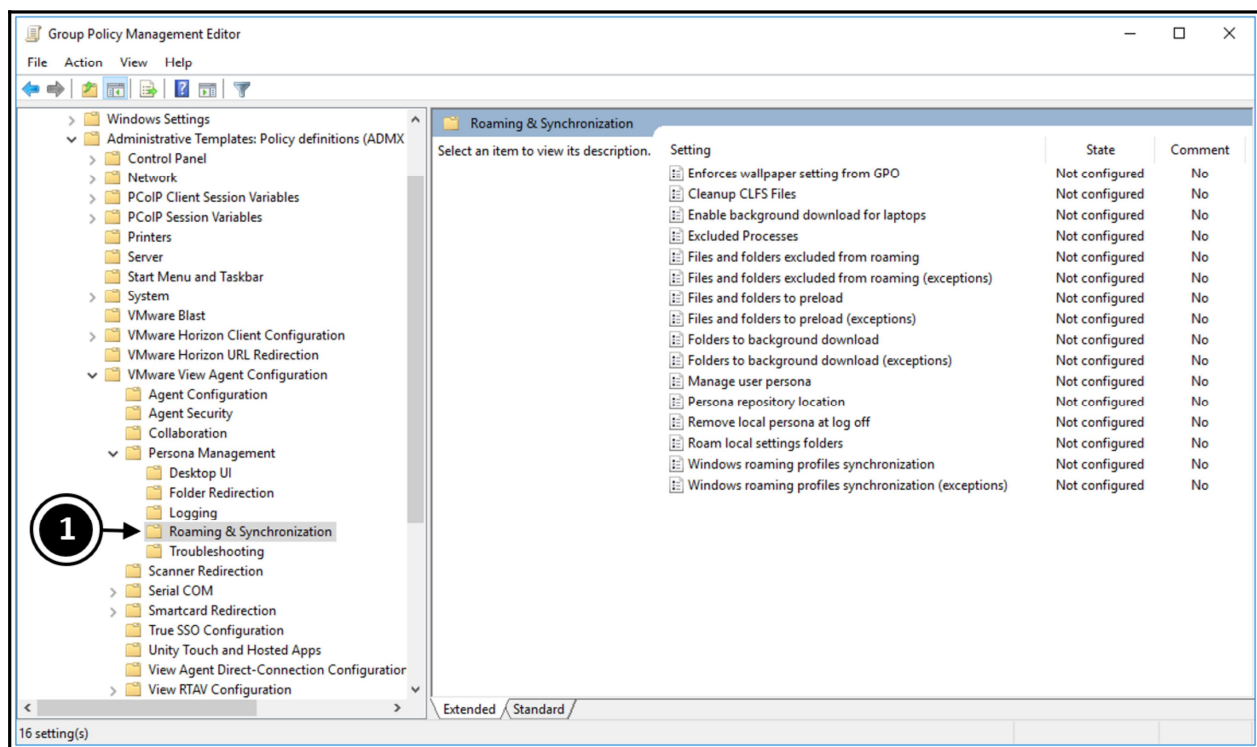 Group Policy Management Editor
File Action View Help
Windows Settings
Administrative Templates: Policy definitions (ADMX
Control Panel
Network
PCoIP Client Session Variables
PCoIP Session Variables
Printers
Server
Start Menu and Taskbar
System
VMware Blast
VMware Horizon Client Configuration
VMware Horizon URL Redirection
VMware View Agent Configuration
Agent Configuration
Agent Security
Collaboration
Persona Management
Desktop UI
Folder Redirection
Logging
1
Roaming & Synchronization
Troubleshooting
Scanner Redirection
Serial COM
Smartcard Redirection
True SSO Configuration
Unity Touch and Hosted Apps
View Agent Direct-Connection Configuration
View RTAV Configuration
Roaming & Synchronization
Select an item to view its description.
Setting State Comment
Enforces wallpaper setting from GPO Not configured No
Cleanup CLFS Files Not configured No
Enable background download for laptops Not configured No
Excluded Processes Not configured No
Files and folders excluded from roaming Not configured No
Files and folders excluded from roaming (exceptions) Not configured No
Files and folders to preload Not configured No
Files and folders to preload (exceptions) Not configured No
Folders to background download Not configured No
Folders to background download (exceptions) Not configured No
Manage user persona Not configured No
Persona repository location Not configured No
Remove local persona at log off Not configured No
Roam local settings folders Not configured No
Windows roaming profiles synchronization Not configured No
Windows roaming profiles synchronization (exceptions) Not configured No
Extended Standard
16 setting(s)